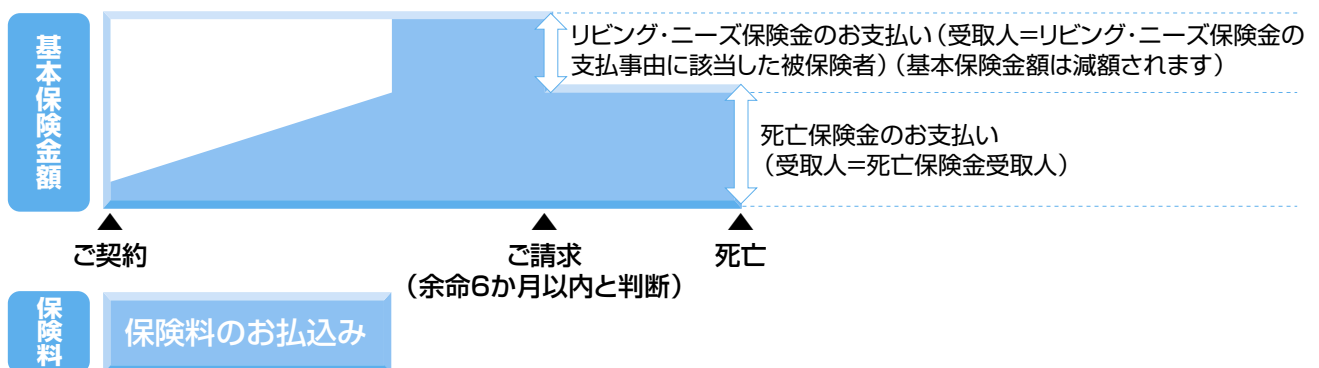 基本保険金額
リビング・ニーズ保険金のお支払い（受取人＝リビング・ニーズ保険金の
支払事由に該当した被保険者）（基本保険金額は減額されます）
死亡保険金のお支払い
（受取人＝死亡保険金受取人）
ご契約
ご請求
（余命6か月以内と判断）
死亡
保険料
保険料のお払込み